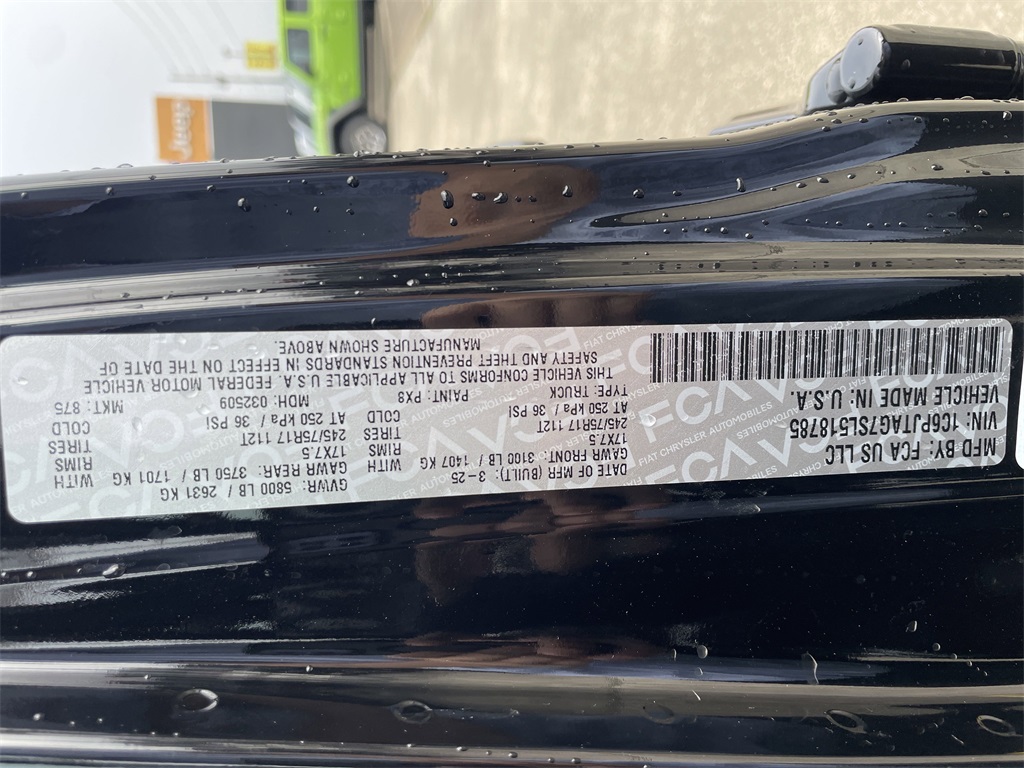 MFD BY: FCA US LLC
DATE OF MFR (BUILT): 3-25
GVWR: 5800 LB / 2631 KG
GAWR FRONT: 3100 LB / 1407 KG
WITH
17X7.5
RIMS
245/75R17 112T
TIRES
AT 250 kPa / 36 PSI
COLD
GAWR REAR: 3750 LB / 1701 KG
WITH
17X7.5
RIMS
245/75R17 112T
TIRES
AT 250 kPa / 36 PSI
COLD
VIN: 1C6PJTAG7SL518785
TYPE: TRUCK
PAINT: PX8
MDH: 032509
MKT: 875
VEHICLE MADE IN: U.S.A.
THIS VEHICLE CONFORMS TO ALL APPLICABLE U.S.A. FEDERAL MOTOR VEHICLE
SAFETY AND THEFT PREVENTION STANDARDS IN EFFECT ON THE DATE OF
MANUFACTURE SHOWN ABOVE.
FCA
FIAT CHRYSLER AUTOMOBILES